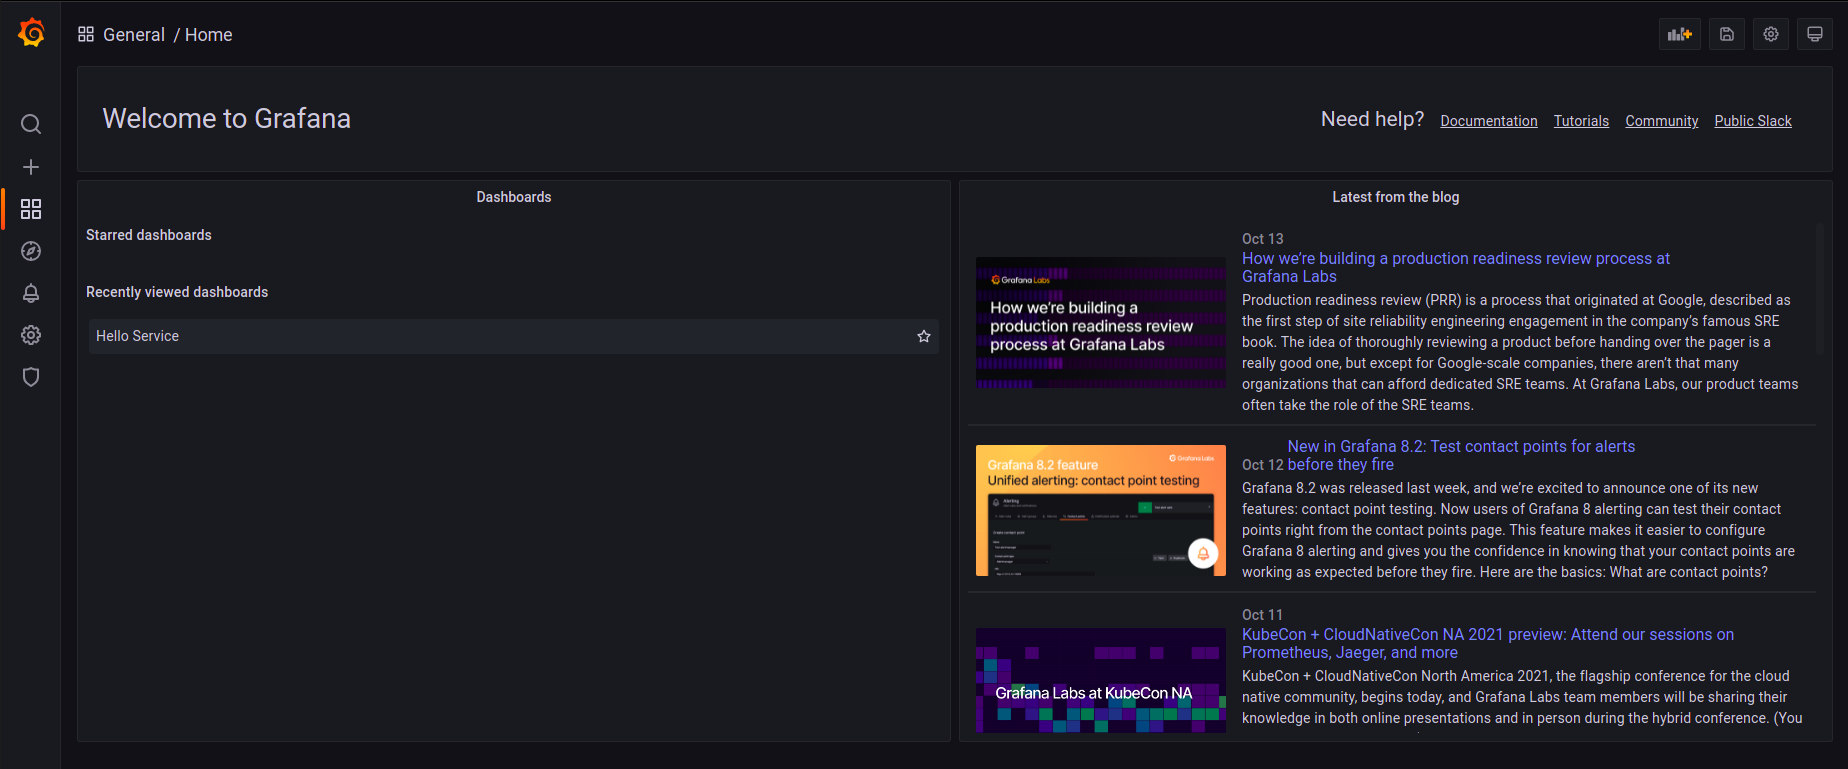 General / Home
Welcome to Grafana
Need help? Documentation Tutorials Community Public Slack
Dashboards
Starred dashboards
Recently viewed dashboards
Hello Service
Latest from the blog
Grafana Labs
How we're building a
production readiness review
process at Grafana Labs
Oct 13
How we're building a production readiness review process at
Grafana Labs
Production readiness review (PRR) is a process that originated at Google, described as
the first step of site reliability engineering engagement in the company's famous SRE
book. The idea of thoroughly reviewing a product before handing over the pager is a
really good one, but except for Google-scale companies, there aren't that many
organizations that can afford dedicated SRE teams. At Grafana Labs, our product teams
often take the role of the SRE teams.
Grafana Labs
Grafana 8.2 feature
Unified alerting: contact point testing
Alerting
New in Grafana 8.2: Test contact points for alerts
Oct 12 before they fire
Grafana 8.2 was released last week, and we're excited to announce one of its new
features: contact point testing. Now users of Grafana 8 alerting can test their contact
points right from the contact points page. This feature makes it easier to configure
Grafana 8 alerting and gives you the confidence in knowing that your contact points are
working as expected before they fire. Here are the basics: What are contact points?
Grafana Labs at KubeCon NA
Oct 11
KubeCon + CloudNativeCon NA 2021 preview: Attend our sessions on
Prometheus, Jaeger, and more
KubeCon + CloudNativeCon North America 2021, the flagship conference for the cloud
native community, begins today, and Grafana Labs team members will be sharing their
knowledge in both online presentations and in person during the hybrid conference. (You